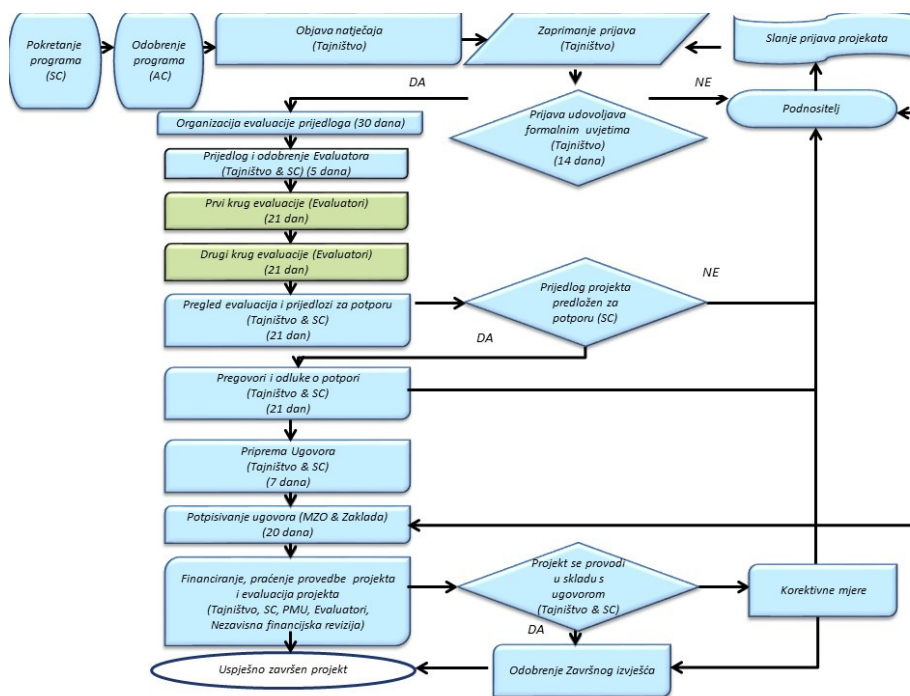 Pokretanje
programa
(SC)
Odobrenje
programa
(AC)
Objava natječaja
(Tajništvo)
Zaprimanje prijava
(Tajništvo)
Slanje prijava projekata
DA
NE
Organizacija evaluacije prijedloga (30 dana)
Prijava udovoljava
formalnim uvjetima
(Tajništvo)
(14 dana)
Podnositelj
Prijedlog i odobrenje Evaluatora
(Tajništvo & SC) (5 dana)
Prvi krug evaluacije (Evaluatori)
(21 dan)
Drugi krug evaluacije (Evaluatori)
(21 dan)
NE
Pregled evaluacija i prijedlozi za potporu
(Tajništvo & SC)
(21 dana)
Prijedlog projekta
predložen za
potporu (SC)
DA
Pregovori i odluke o potpori
(Tajništvo & SC)
(21 dana)
Priprema Ugovora
(Tajništvo & SC)
(7 dana)
Potpisivanje ugovora (MZO & Zaklada)
(20 dana)
Financiranje, praćenje provedbe projekta
i evaluacija projekta
(Tajništvo, SC, PMU, Evaluatori,
Nezavisna financijska revizija)
Projekt se provodi
u skladu s
ugovorom
(Tajništvo & SC)
Korektivne mjere
DA
Uspješno završen projekt
Odobrenje Završnog izvješća